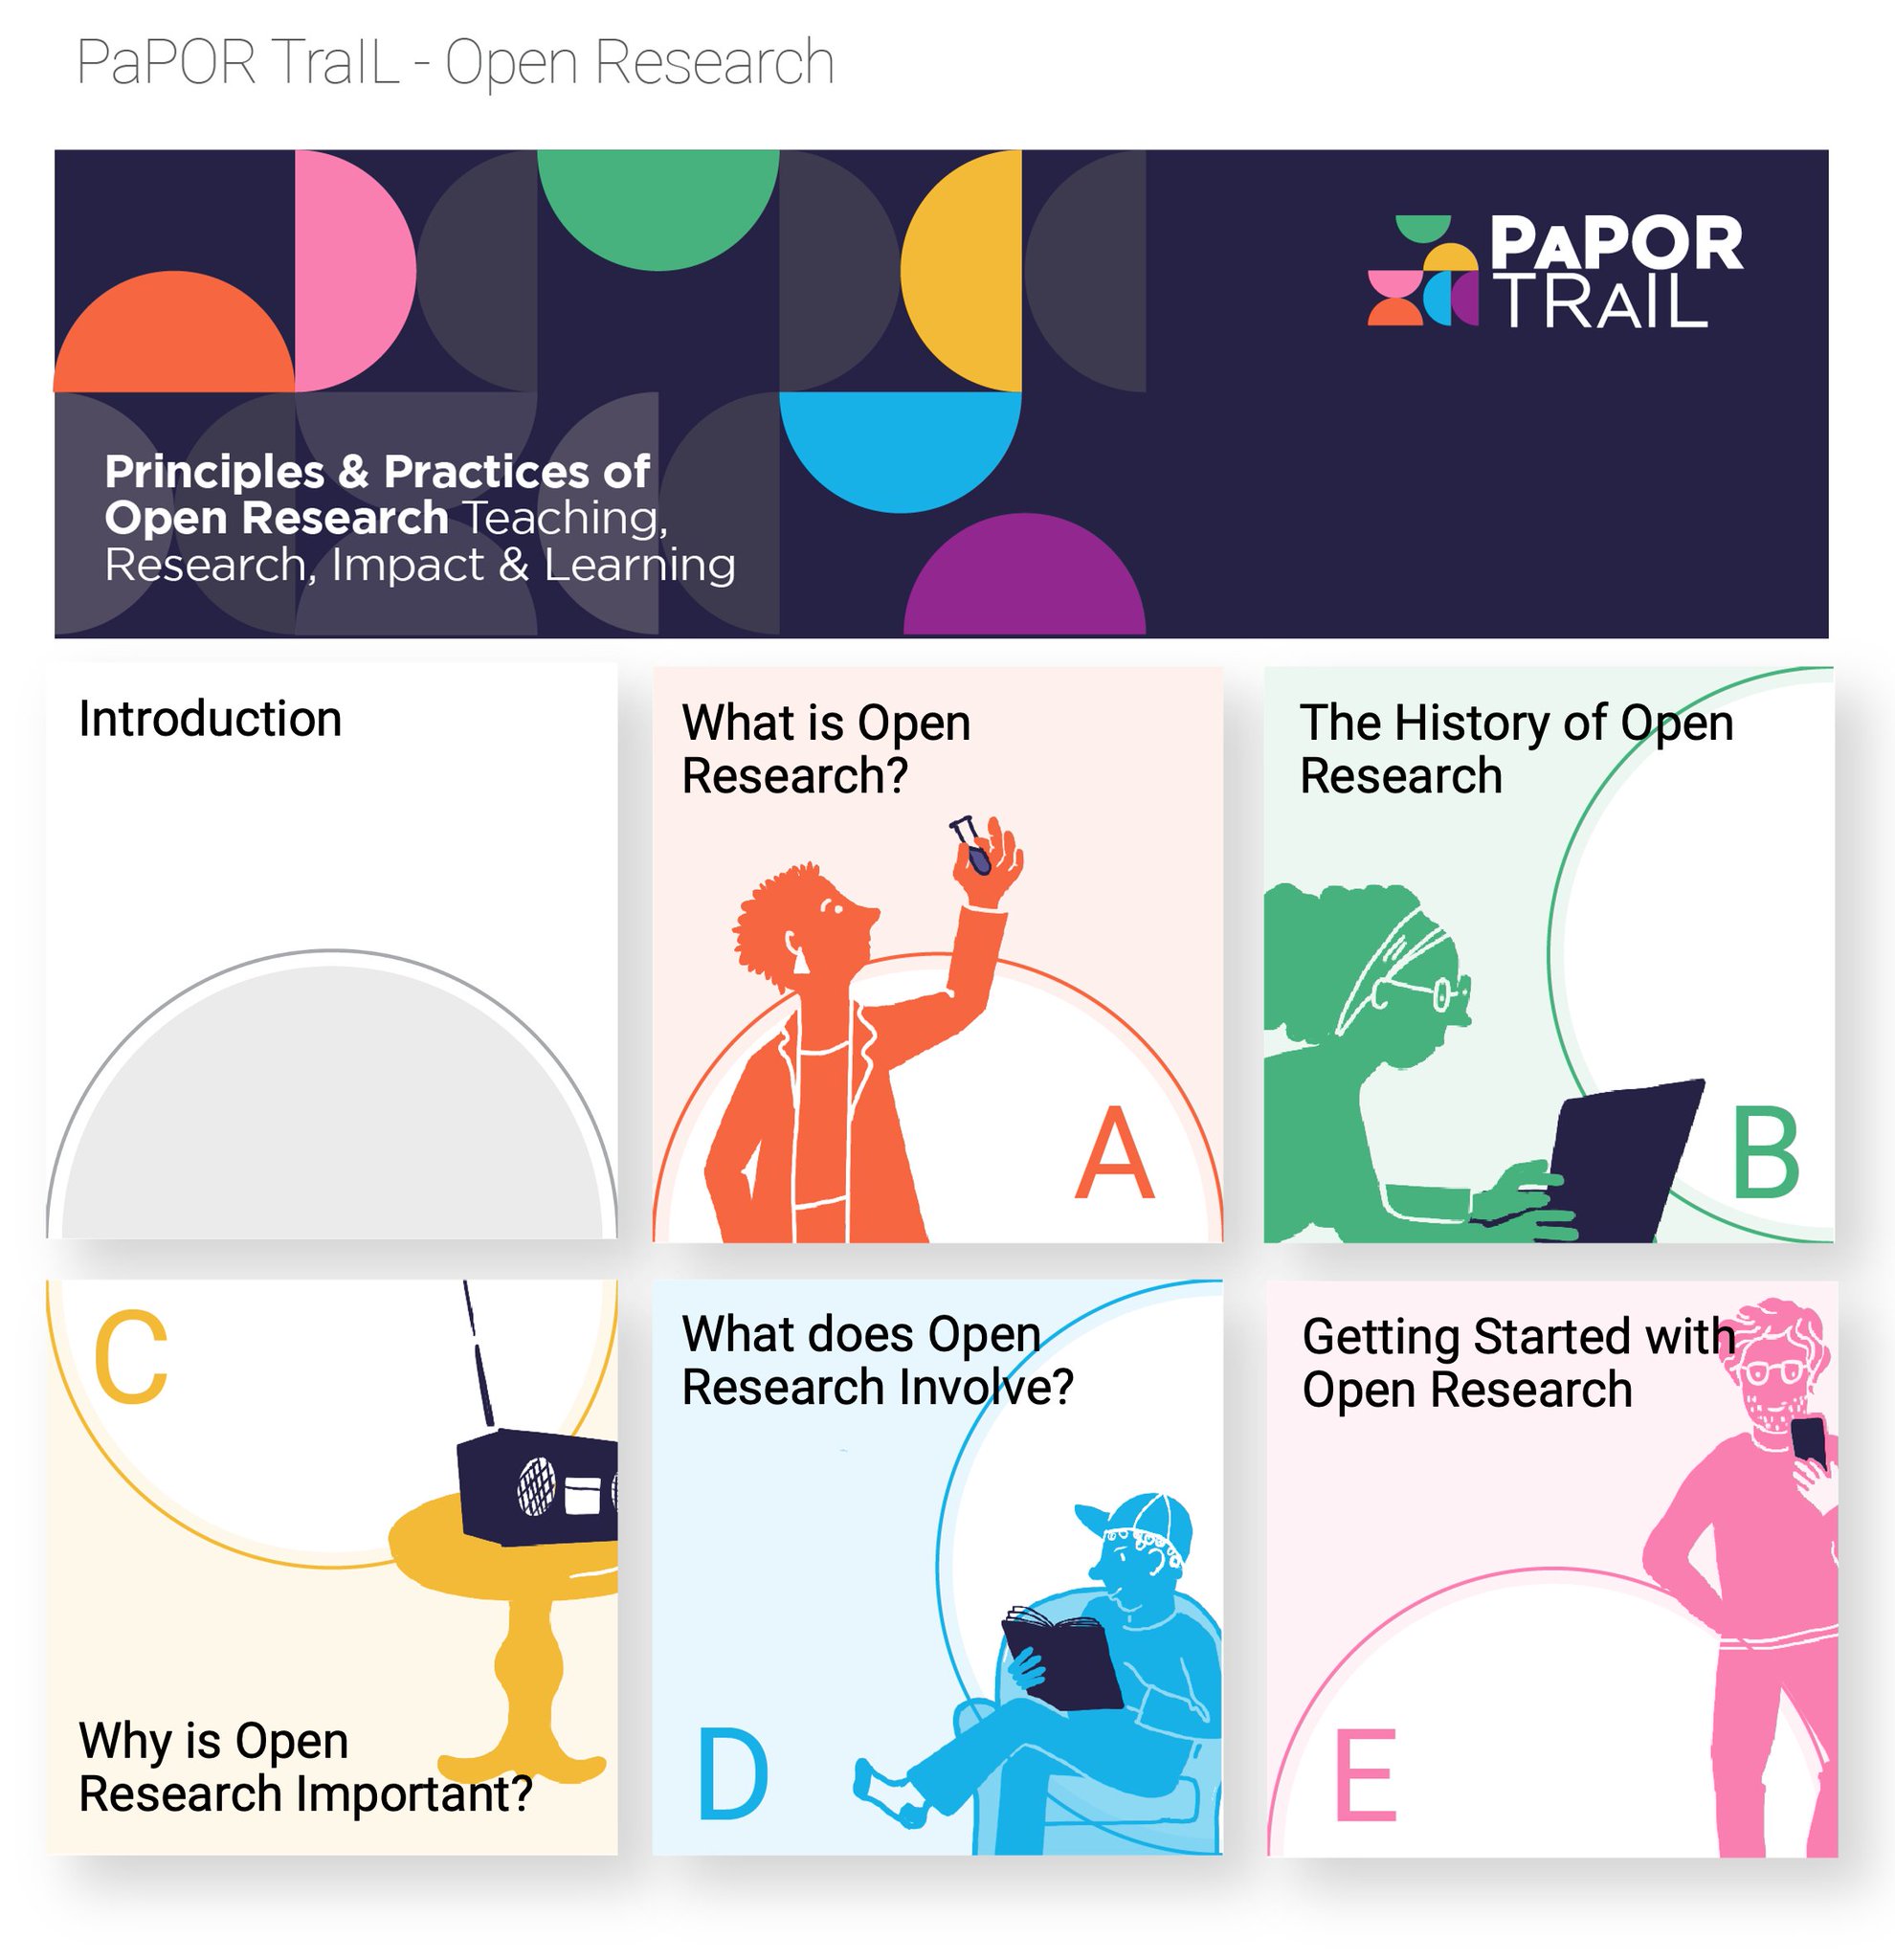 PaPOR TraIL - Open Research
PAPOR
TRAIL
Principles & Practices of
Open Research Teaching,
Research, Impact & Learning
Introduction
What is Open
Research?
A
The History of Open
Research
B
C
Why is Open
Research Important?
What does Open
Research Involve?
D
Getting Started with
Open Research
E